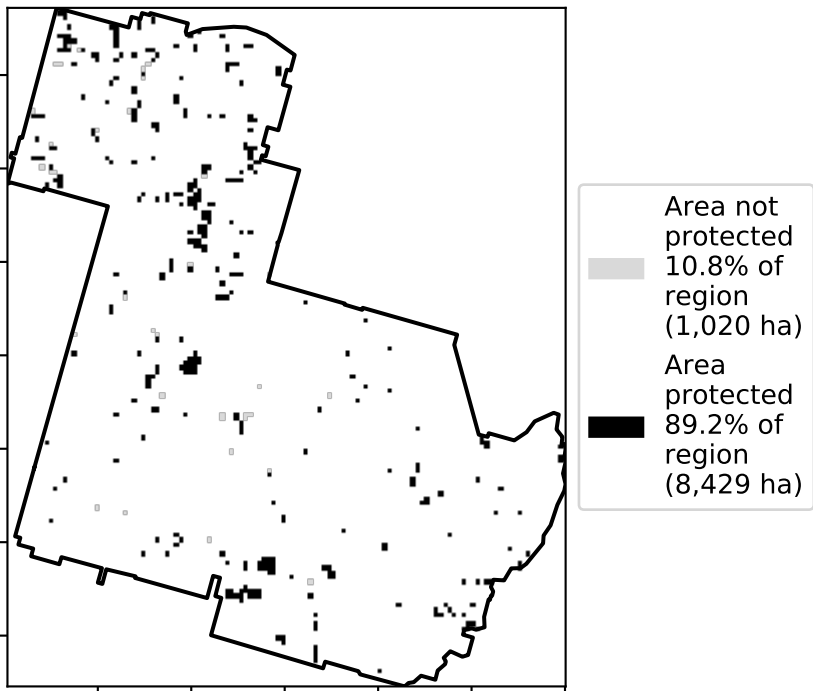 Area not
protected
10.8% of
region
(1,020 ha)
Area
protected
89.2% of
region
(8,429 ha)